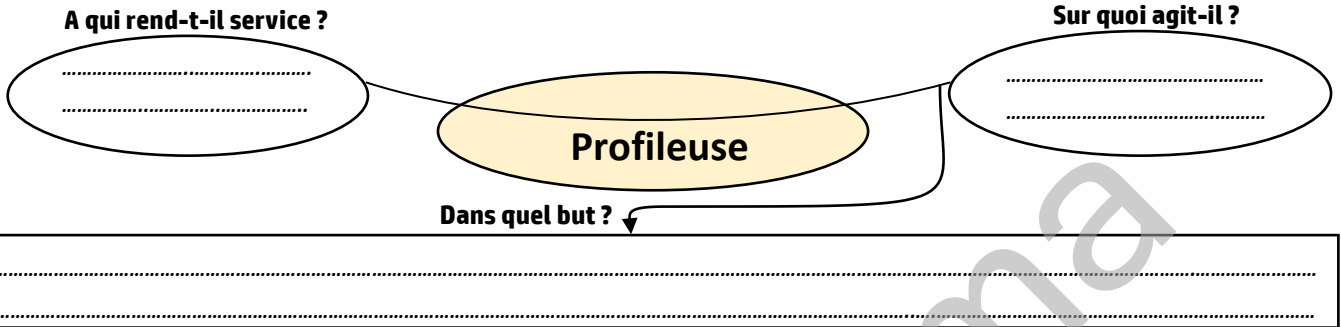 A qui rend-t-il service ?
Sur quoi agit-il ?
Profileuse
Dans quel but ?